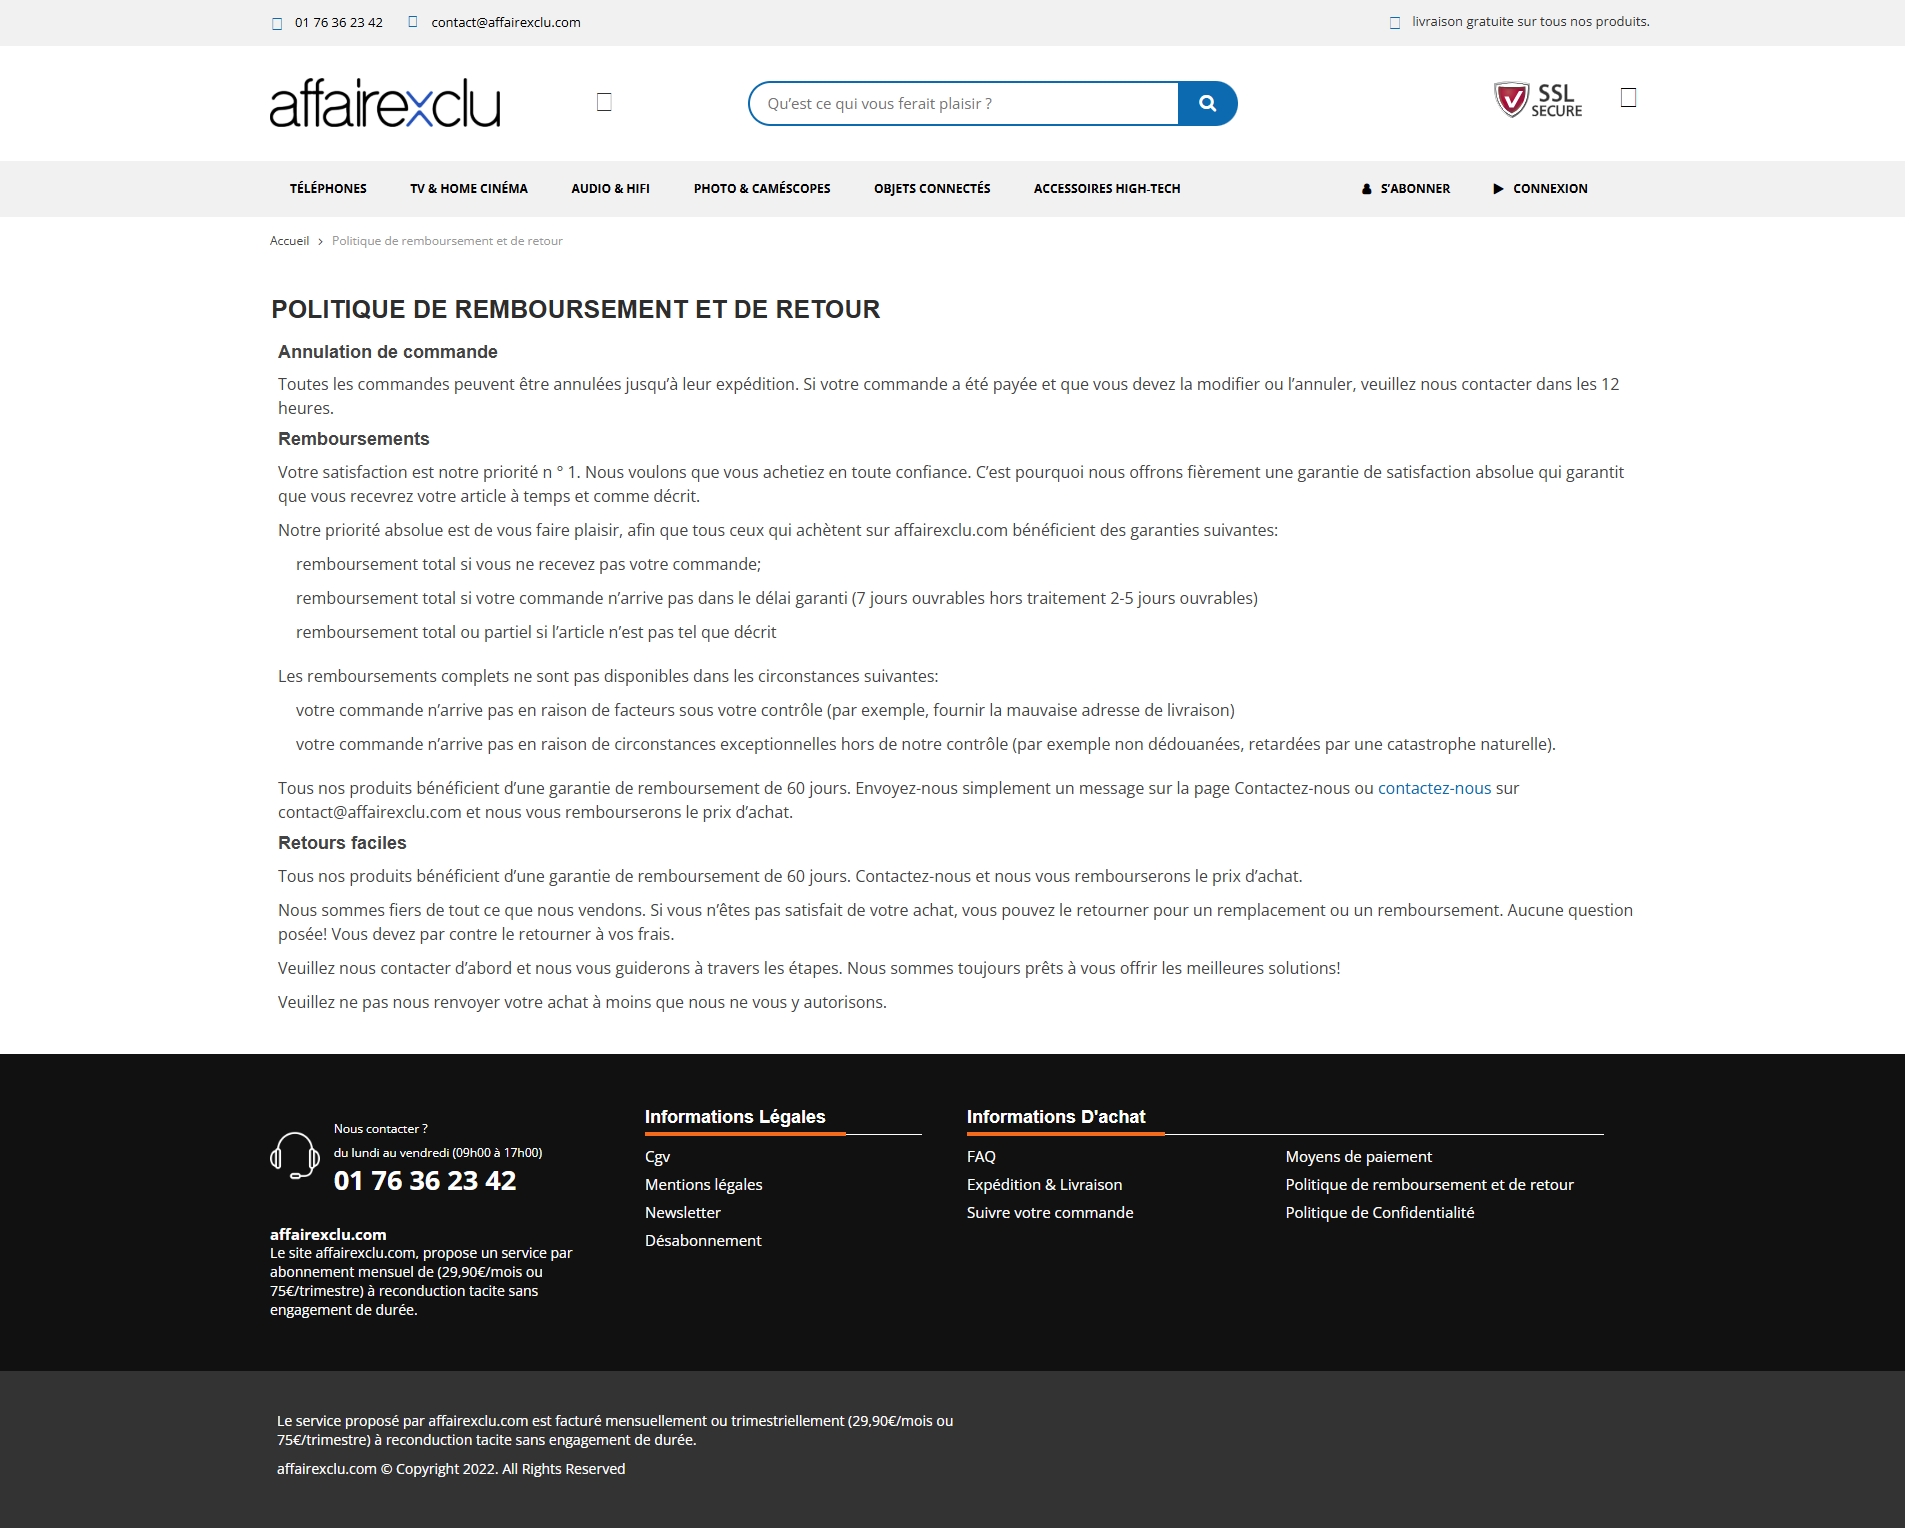 01 76 36 23 42 contact@affairexclu.com livraison gratuite sur tous nos produits.
affairexclu Qu'est ce qui vous ferait plaisir ? SSL
SECURE
TÉLÉPHONES TV & HOME CINÉMA AUDIO & HIFI PHOTO & CAMÉSCOPES OBJETS CONNECTÉS ACCESSOIRES HIGH-TECH S'ABONNER CONNEXION
Accueil > Politique de remboursement et de retour
POLITIQUE DE REMBOURSEMENT ET DE RETOUR
Annulation de commande
Toutes les commandes peuvent être annulées jusqu'à leur expédition. Si votre commande a été payée et que vous devez la modifier ou l'annuler, veuillez nous contacter dans les 12
heures.
Remboursements
Votre satisfaction est notre priorité n ° 1. Nous voulons que vous achetiez en toute confiance. C'est pourquoi nous offrons fièrement une garantie de satisfaction absolue qui garantit
que vous recevrez votre article à temps et comme décrit.
Notre priorité absolue est de vous faire plaisir, afin que tous ceux qui achètent sur affairexclu.com bénéficient des garanties suivantes:
remboursement total si vous ne recevez pas votre commande;
remboursement total si votre commande n'arrive pas dans le délai garanti (7 jours ouvrables hors traitement 2-5 jours ouvrables)
remboursement total ou partiel si l'article n'est pas tel que décrit
Les remboursements complets ne sont pas disponibles dans les circonstances suivantes:
votre commande n'arrive pas en raison de facteurs sous votre contrôle (par exemple, fournir la mauvaise adresse de livraison)
votre commande n'arrive pas en raison de circonstances exceptionnelles hors de notre contrôle (par exemple non dédouanées, retardées par une catastrophe naturelle).
Tous nos produits bénéficient d'une garantie de remboursement de 60 jours. Envoyez-nous simplement un message sur la page Contactez-nous ou contactez-nous sur
contact@affairexclu.com et nous vous rembourserons le prix d'achat.
Retours faciles
Tous nos produits bénéficient d'une garantie de remboursement de 60 jours. Contactez-nous et nous vous rembourserons le prix d'achat.
Nous sommes fiers de tout ce que nous vendons. Si vous n'êtes pas satisfait de votre achat, vous pouvez le retourner pour un remplacement ou un remboursement. Aucune question
posée! Vous devez par contre le retourner à vos frais.
Veuillez nous contacter d'abord et nous vous guiderons à travers les étapes. Nous sommes toujours prêts à vous offrir les meilleures solutions!
Veuillez ne pas nous renvoyer votre achat à moins que nous ne vous y autorisons.
Nous contacter ?
du lundi au vendredi (09h00 à 17h00)
01 76 36 23 42
affairexclu.com
Le site affairexclu.com, propose un service par
abonnement mensuel de (29,90€/mois ou
75€/trimestre) à reconduction tacite sans
engagement de durée.
Informations Légales
Cgv
Mentions légales
Newsletter
Désabonnement
Informations D'achat
FAQ
Expédition & Livraison
Suivre votre commande
Moyens de paiement
Politique de remboursement et de retour
Politique de Confidentialité
Le service proposé par affairexclu.com est facturé mensuellement ou trimestriellement (29,90€/mois ou
75€/trimestre) à reconduction tacite sans engagement de durée.
affairexclu.com © Copyright 2022. All Rights Reserved